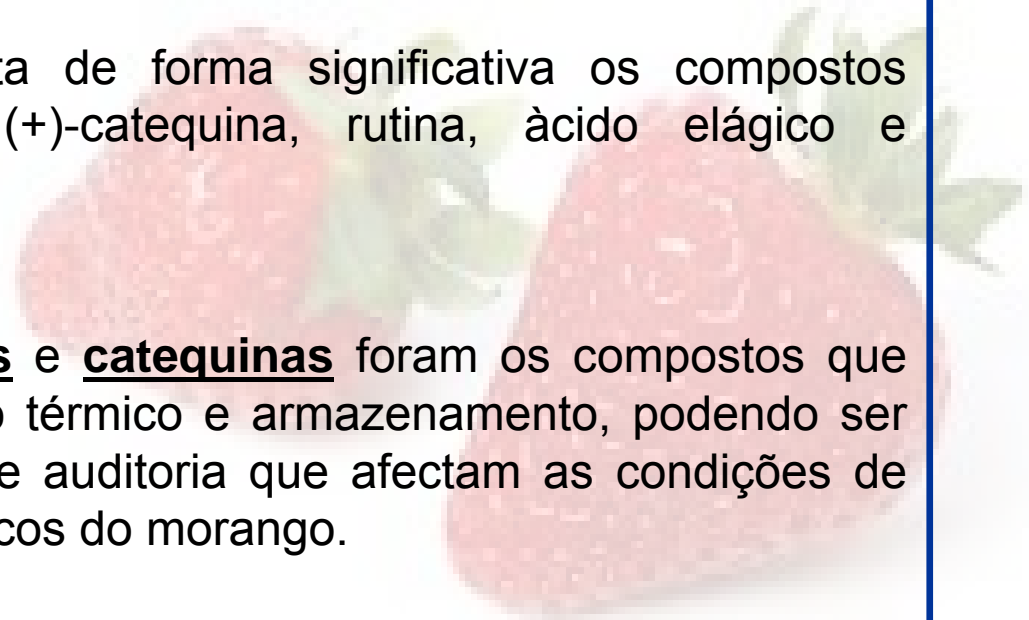 ta de forma significativa os compostos
(+)-catequina, rutina, àcido elágico e
s e catequinas foram os compostos que
o térmico e armazenamento, podendo ser
e auditoria que afectam as condições de
cos do morango.